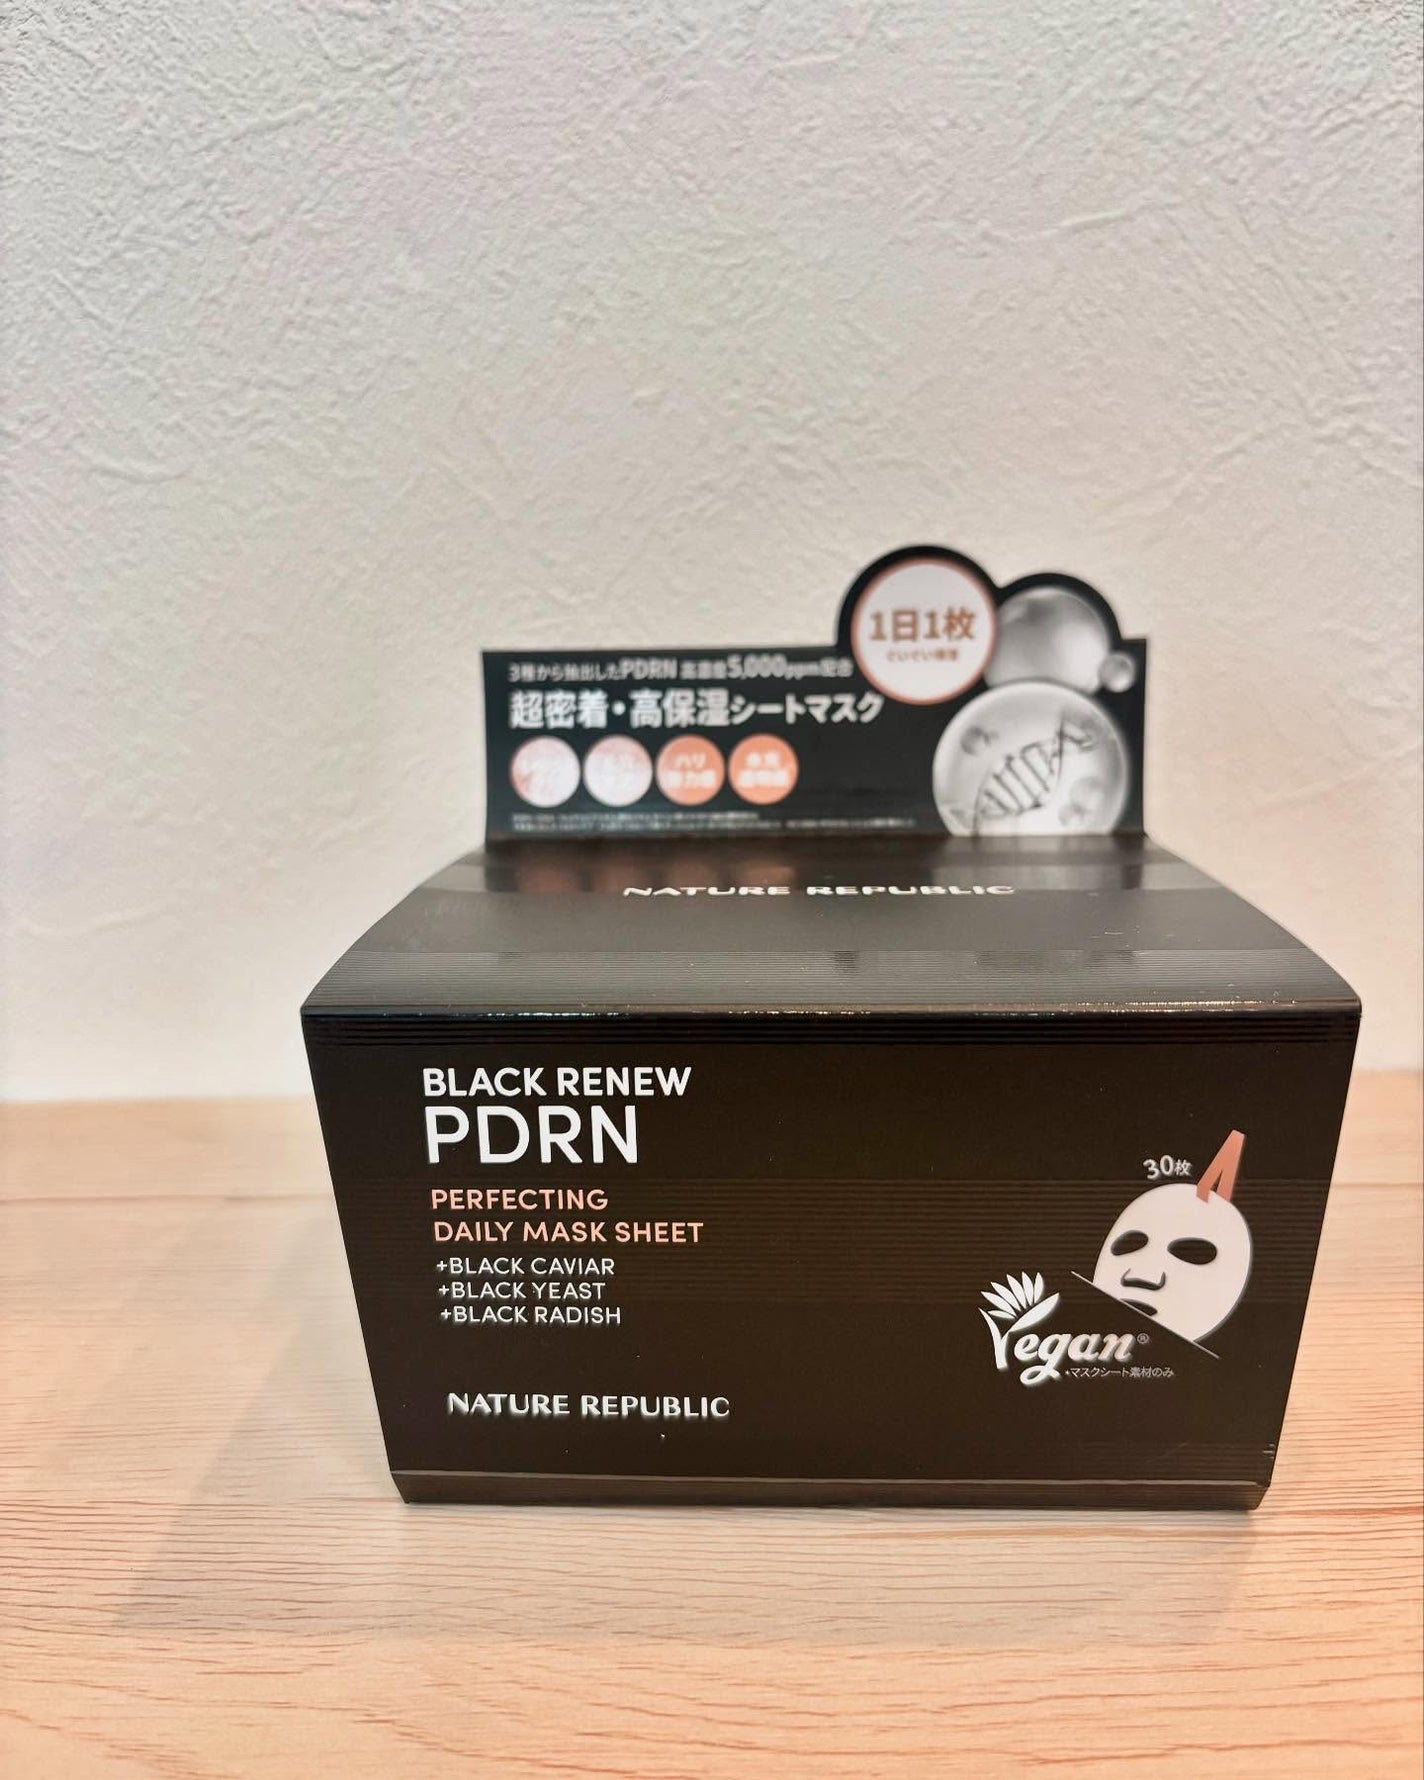 1日1枚
3種から抽出したPDRN 高濃度5,000ppm配合
超密着・高保湿シートマスク
ハリ
NATURE REPUBLIC
BLACK RENEW
PDRN
PERFECTING
DAILY MASK SHEET
+BLACK CAVIAR
+BLACK YEAST
+BLACK RADISH
NATURE REPUBLIC
30枚
Vegan®
•マスクシート素材のみ